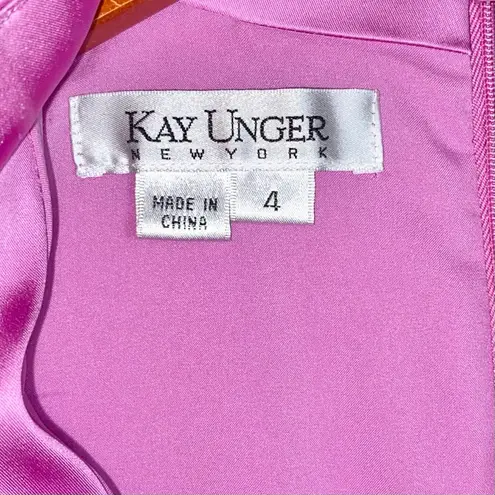 KAY UNGER
NEW YORK
MADE IN
CHINA
4